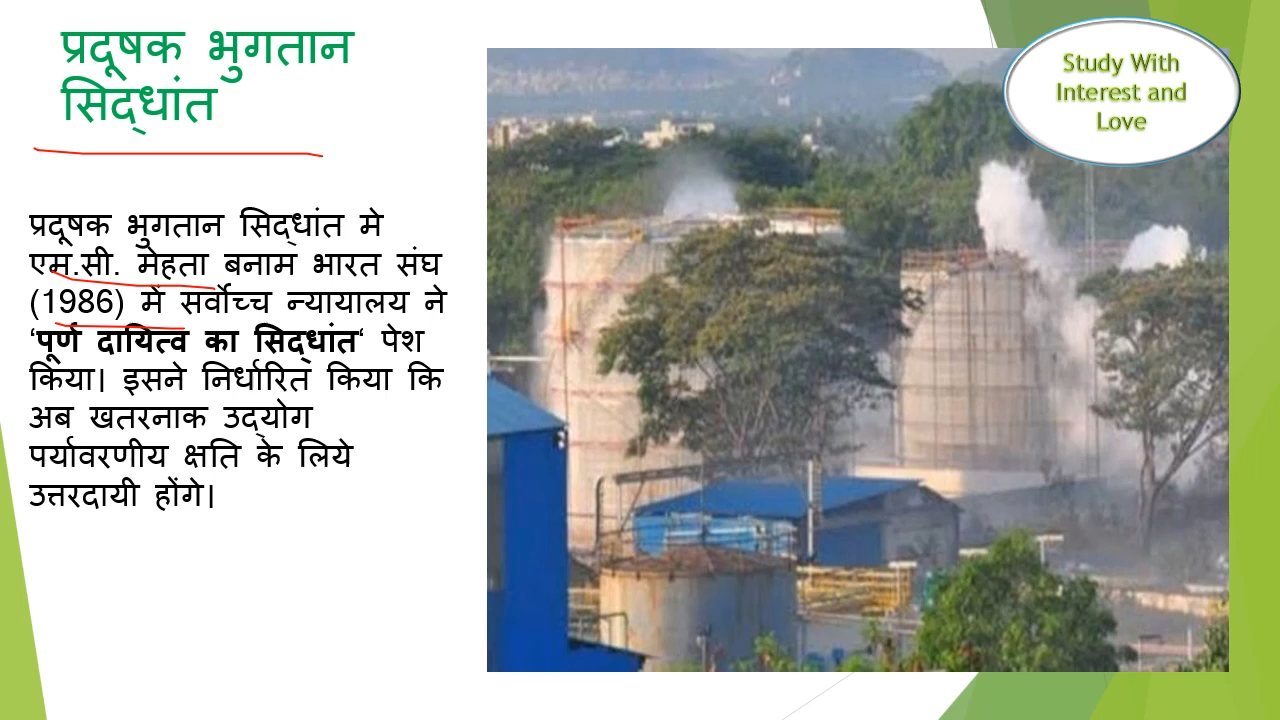 प्रदूषक भुगतान
सिद्धांत
Study With
Interest and
Love
प्रदूषक भुगतान सिद्धांत मे
एम.सी. मेहता बनाम भारत संघ
(1986) में सर्वोच्च न्यायालय ने
‘पूर्ण दायित्व का सिद्धांत‘ पेश
किया। इसने निर्धारित किया कि
अब खतरनाक उद्योग
पर्यावरणीय क्षति के लिये
उत्तरदायी होंगे।